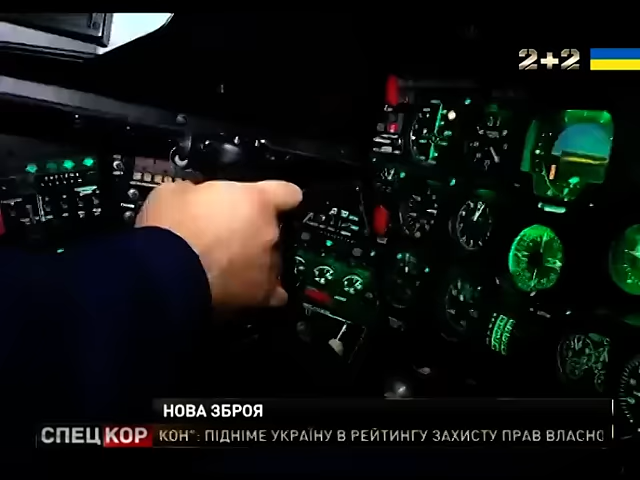 2+2
НОВА ЗБРОЯ
СПЕЦКОР
КОН": ПІДНІМЕ УКРАЇНУ В РЕЙТИНГУ ЗАХИСТУ ПРАВ ВЛАСНО